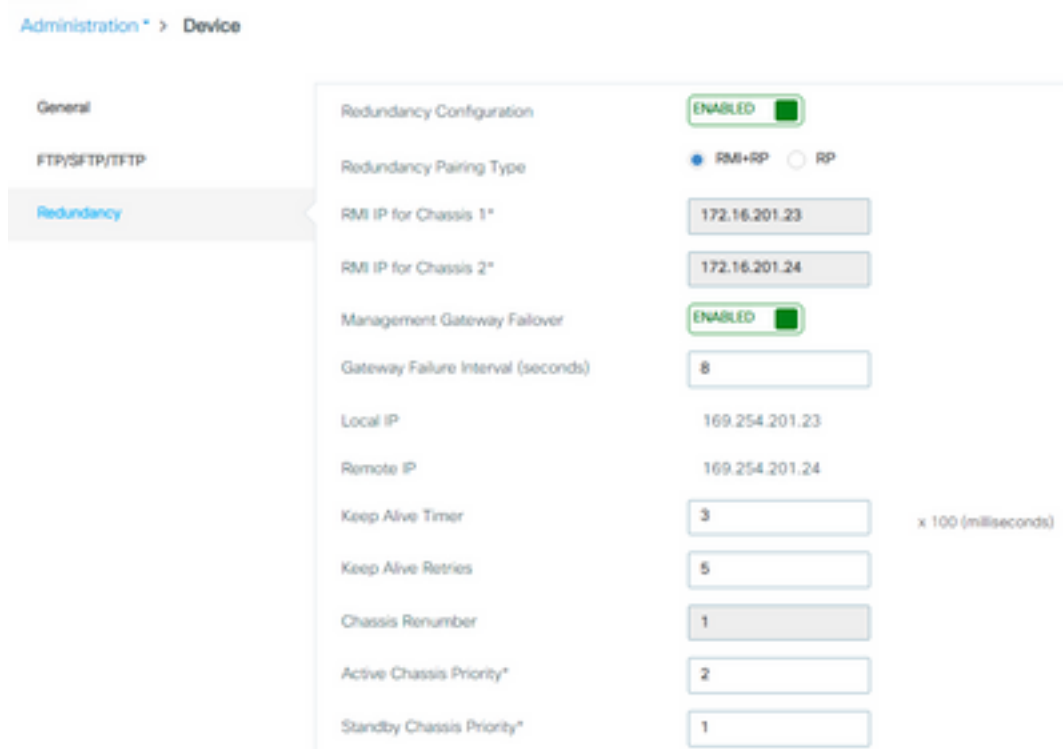 Administration * > Device
General
FTP/SFTP/TFTP
Redundancy
Redundancy Configuration ENABLED
Redundancy Pairing Type RMI+RP RP
RMI IP for Chassis 1* 172.16.201.23
RMI IP for Chassis 2* 172.16.201.24
Management Gateway Failover ENABLED
Gateway Failure Interval (seconds) 8
Local IP 169.254.201.23
Remote IP 169.254.201.24
Keep Alive Timer 3 x 100 (milliseconds)
Keep Alive Retries 5
Chassis Renumber 1
Active Chassis Priority* 2
Standby Chassis Priority* 1